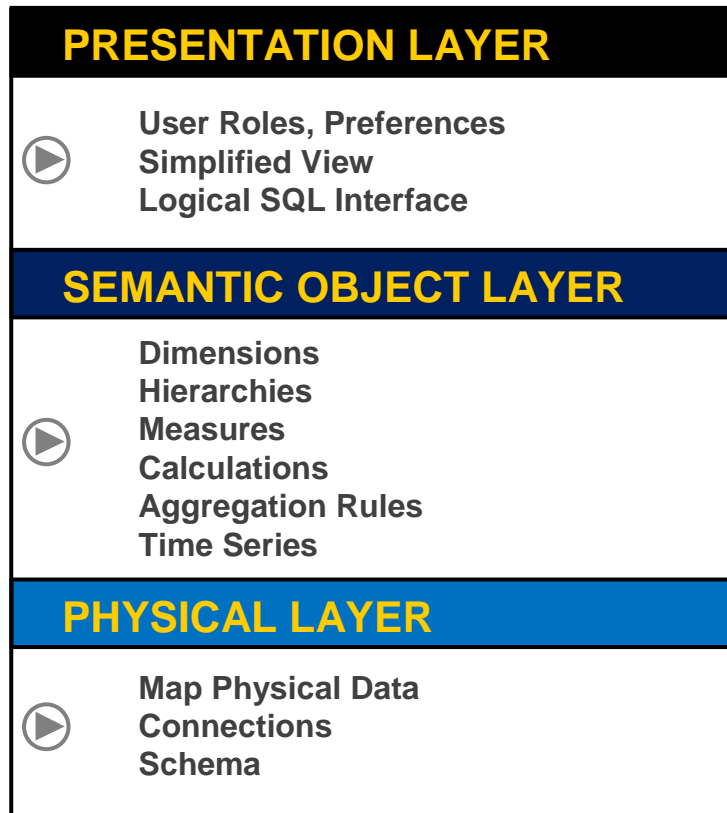 PRESENTATION LAYER
User Roles, Preferences
Simplified View
Logical SQL Interface
SEMANTIC OBJECT LAYER
Dimensions
Hierarchies
Measures
Calculations
Aggregation Rules
Time Series
PHYSICAL LAYER
Map Physical Data
Connections
Schema